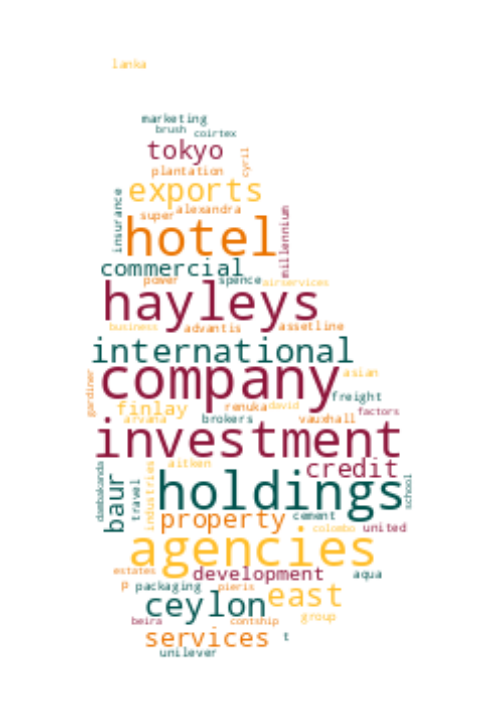 lanka
marketing
brush coirtex
tokyo cyril
plantation
exports
insurance super alexandra millennium
hotel
commercial
power spence airservices
hayleys
business advantis assetline
international
company asian
gardiner freight
finlay renuka david factors
arvana brokers vauxhall
investment
aitken credit
dambakanda baur travel industries holdings school
property cement
colombo united
agencies
estates development aqua
p packaging pieris east
ceylon
beira contship group
services t
unilever